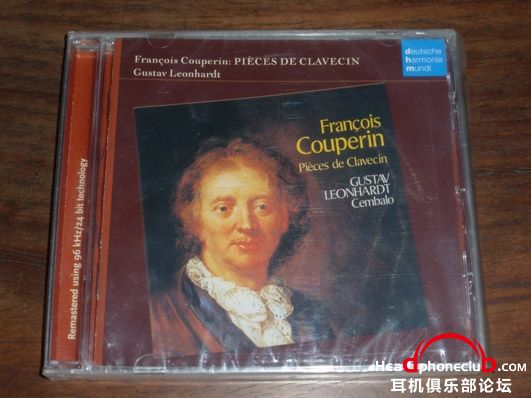 François Couperin: PIÈCES DE CLAVECIN
Gustav Leonhardt
deutsche
harmonia
mundi
François
Couperin
Pièces de Clavecin
GUSTAV
LEONHARDT
Cembalo
Remastered using 96 kHz/24 bit technology
HeadphoneclubD.com
耳机俱乐部论坛